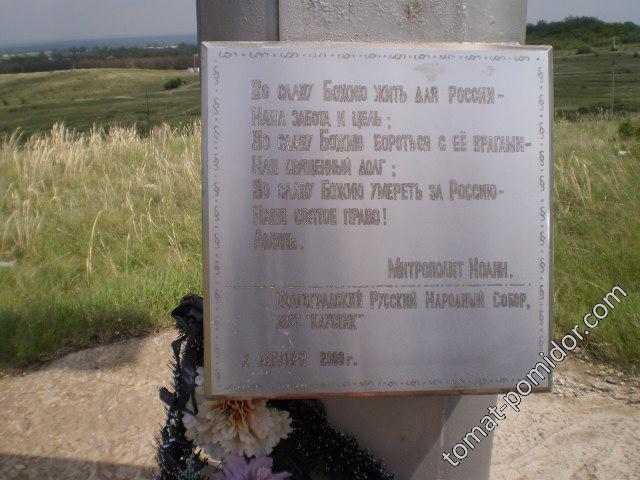 Во славу Божию жить для России-
Наша забота и цель;
Во славу Божию бороться с её врагами-
Наш священный долг;
Во славу Божию умереть за Россию-
Наше святое право!
Аминь.
Митрополит Иоанн.
Волгоградский Русский Народный Собор,
2 2000 г.
tomat-pomidor.com